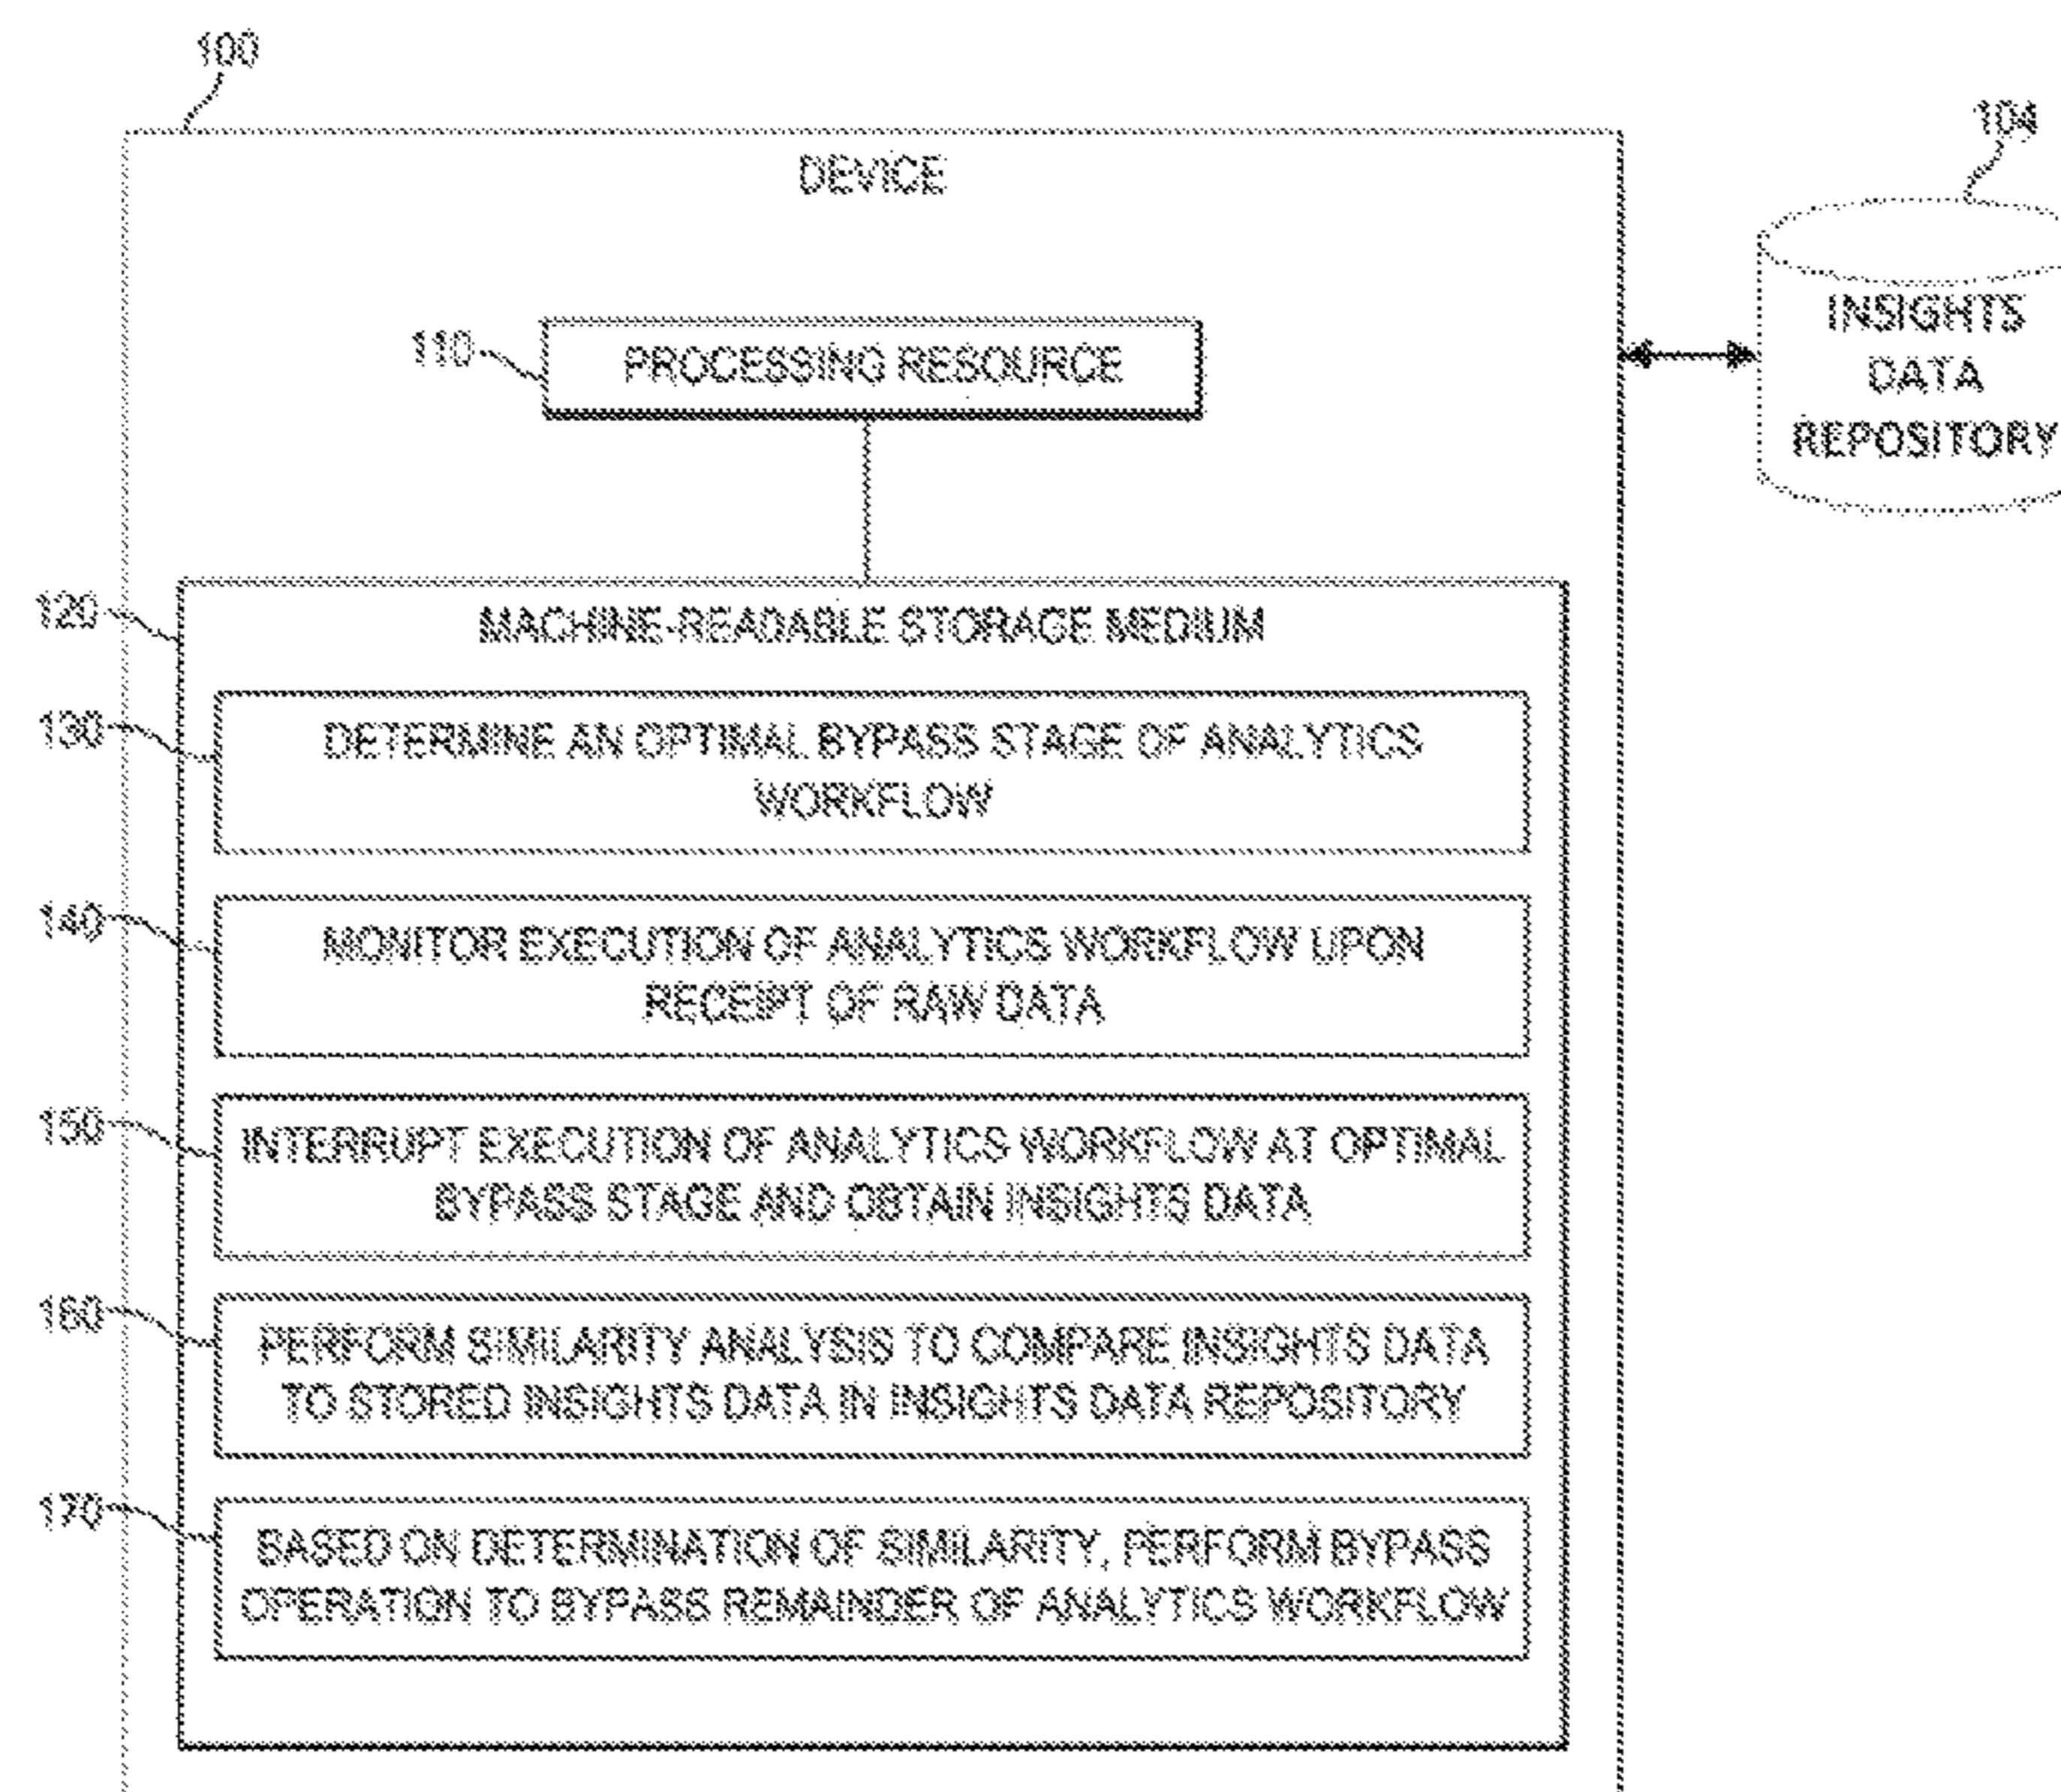 100
104
DEVICE
INSIGHTS
DATA
REPOSITORY
110
PROCESSING RESOURCE
120
MACHINE-READABLE STORAGE MEDIUM
130
DETERMINE AN OPTIMAL BYPASS STAGE OF ANALYTICS
WORKFLOW
140
MONITOR EXECUTION OF ANALYTICS WORKFLOW UPON
RECEIPT OF RAW DATA
150
INTERRUPT EXECUTION OF ANALYTICS WORKFLOW AT OPTIMAL
BYPASS STAGE AND OBTAIN INSIGHTS DATA
160
PERFORM SIMILARITY ANALYSIS TO COMPARE INSIGHTS DATA
TO STORED INSIGHTS DATA IN INSIGHTS DATA REPOSITORY
170
BASED ON DETERMINATION OF SIMILARITY, PERFORM BYPASS
OPERATION TO BYPASS REMAINDER OF ANALYTICS WORKFLOW